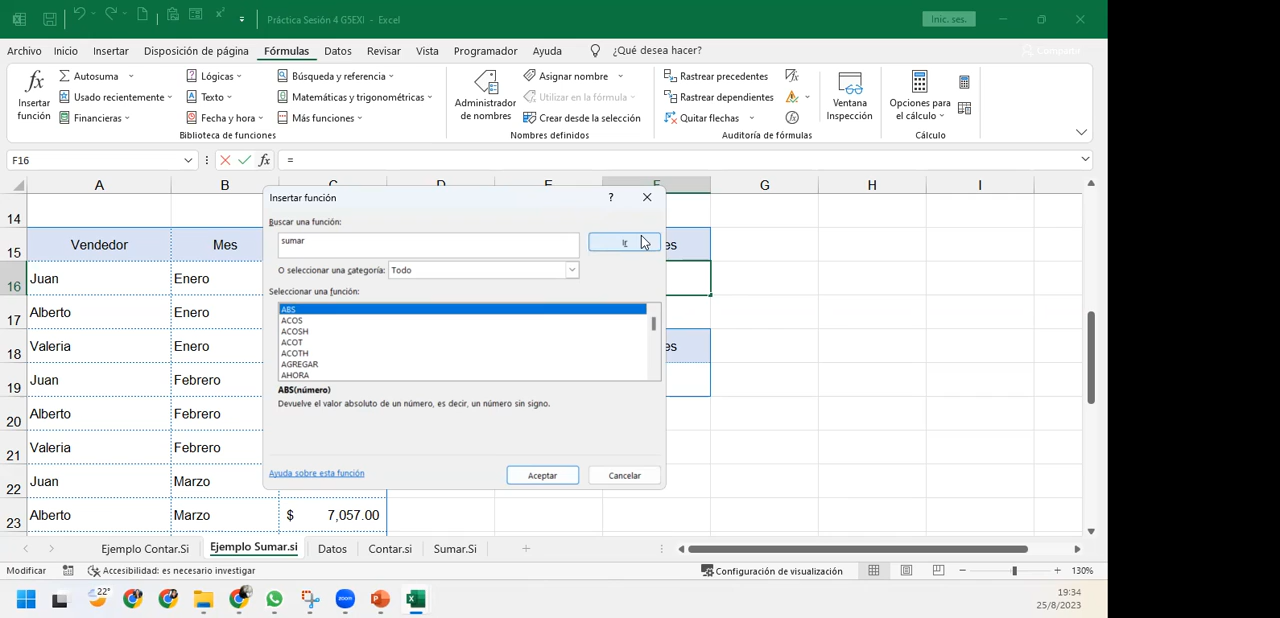 Práctica Sesión 4 G5EXI - Excel
Inic. ses.
Archivo Inicio Insertar Disposición de página Fórmulas Datos Revisar Vista Programador Ayuda ¿Qué desea hacer? Compartir
Insertar función
Autosuma
Usado recientemente
Financieras
Lógicas
Texto
Fecha y hora
Búsqueda y referencia
Matemáticas y trigonométricas
Más funciones
Biblioteca de funciones
Administrador de nombres
Asignar nombre
Utilizar en la fórmula
Crear desde la selección
Nombres definidos
Rastrear precedentes
Rastrear dependientes
Quitar flechas
Auditoría de fórmulas
Ventana Inspección
Opciones para el cálculo
Cálculo
F16 fx =
A B C D E F G H I
14
15 Vendedor Mes es
16 Juan Enero
17 Alberto Enero
18 Valeria Enero es
19 Juan Febrero
20 Alberto Febrero
21 Valeria Febrero
22 Juan Marzo
23 Alberto Marzo $ 7,057.00
Insertar función ?
Buscar una función:
sumar Ir
O seleccionar una categoría: Todo
Seleccionar una función:
ABS
ACOS
ACOSH
ACOT
ACOTH
AGREGAR
AHORA
ABS(número)
Devuelve el valor absoluto de un número, es decir, un número sin signo.
Ayuda sobre esta función Aceptar Cancelar
Ejemplo Contar.Si Ejemplo Sumar.si Datos Contar.si Sumar.Si
Modificar Accesibilidad: es necesario investigar Configuración de visualización 130%
22° zoom 19:34
25/8/2023